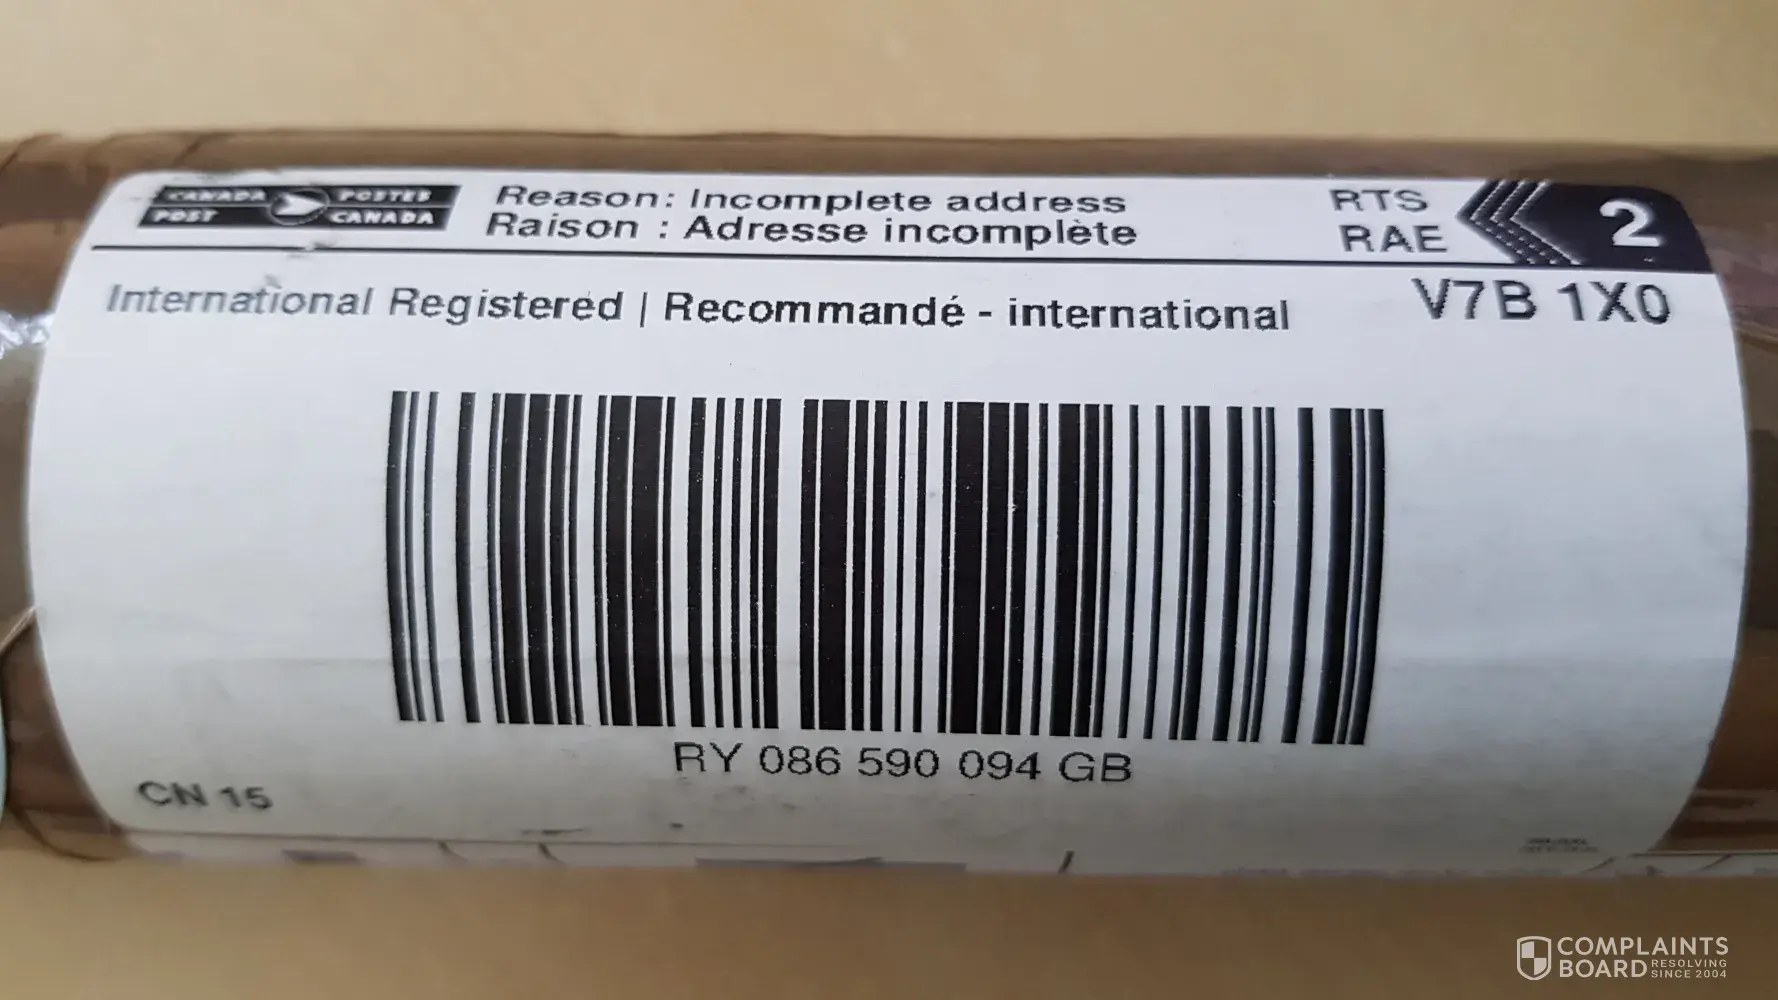 CANADA POSTES
POST CANADA
Reason: Incomplete address
Raison : Adresse incomplète
RTS
RAE
2
International Registered | Recommandé - international
V7B 1X0
RY 086 590 094 GB
CN 15
COMPLAINTS
BOARD RESOLVING
SINCE 2004